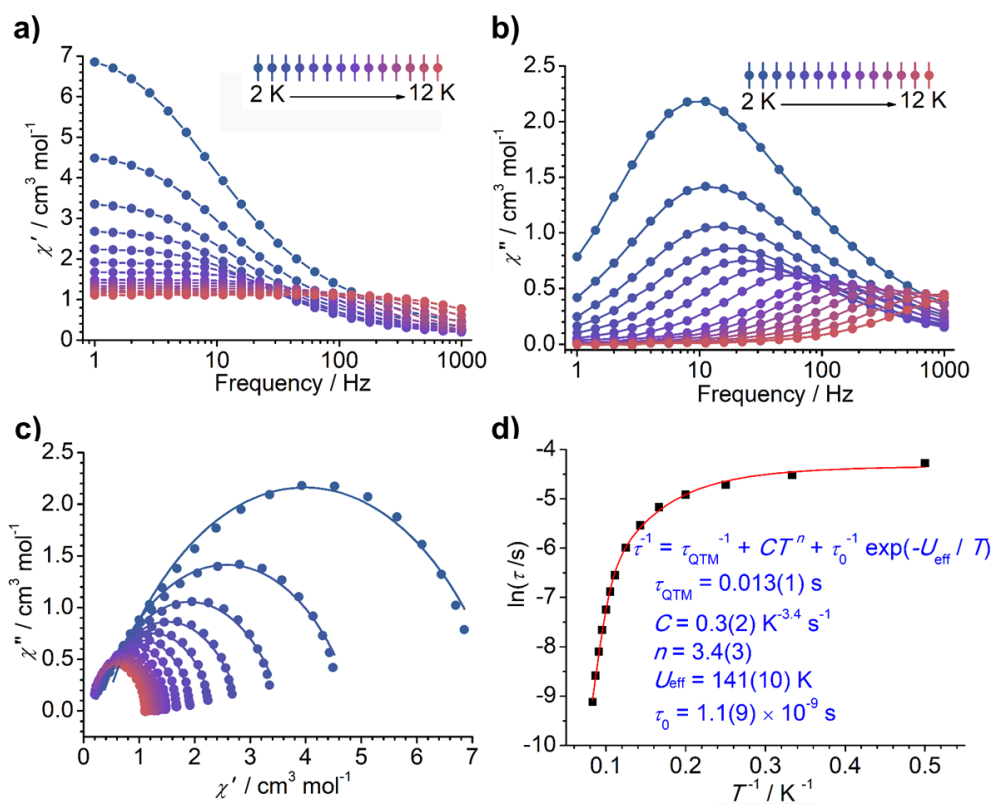 a)
7
6
5
4
3
2
1
0
χ′ / cm³ mol⁻¹
2 K
12 K
1
10
100
1000
Frequency / Hz
b)
2.5
2.0
1.5
1.0
0.5
0.0
χ″ / cm³ mol⁻¹
2 K
12 K
1
10
100
1000
Frequency / Hz
c)
2.5
2.0
1.5
1.0
0.5
0.0
χ″ / cm³ mol⁻¹
0 1 2 3 4 5 6 7
χ′ / cm³ mol⁻¹
d)
-4
-5
-6
-7
-8
-9
-10
ln(τ /s)
τ⁻¹ = τ_QTM⁻¹ + CTⁿ + τ₀⁻¹ exp(-U_eff / T)
τ_QTM = 0.013(1) s
C = 0.3(2) K⁻³·⁴ s⁻¹
n = 3.4(3)
U_eff = 141(10) K
τ₀ = 1.1(9) × 10⁻⁹ s
0.1 0.2 0.3 0.4 0.5
T⁻¹ / K⁻¹